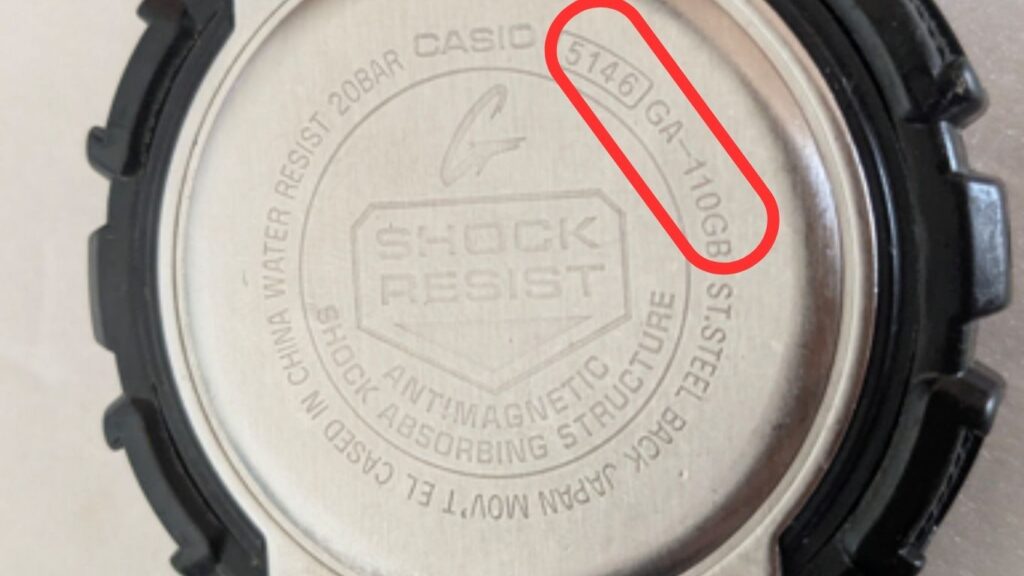 CASIO 5146 GA-110GB ST.STEEL BACK JAPAN MOV'T EL CASED IN CHINA WATER RESIST 20BAR
G
SHOCK
RESIST
ANTIMAGNETIC
SHOCK ABSORBING STRUCTURE